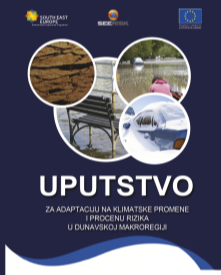 SOUTH EAST
EUROPE
SEERISK
UPUTSTVO
ZA ADAPTACIJU NA KLIMATSKE PROMENE
I PROCENU RIZIKA
U DUNAVSKOJ MAKROREGIJI